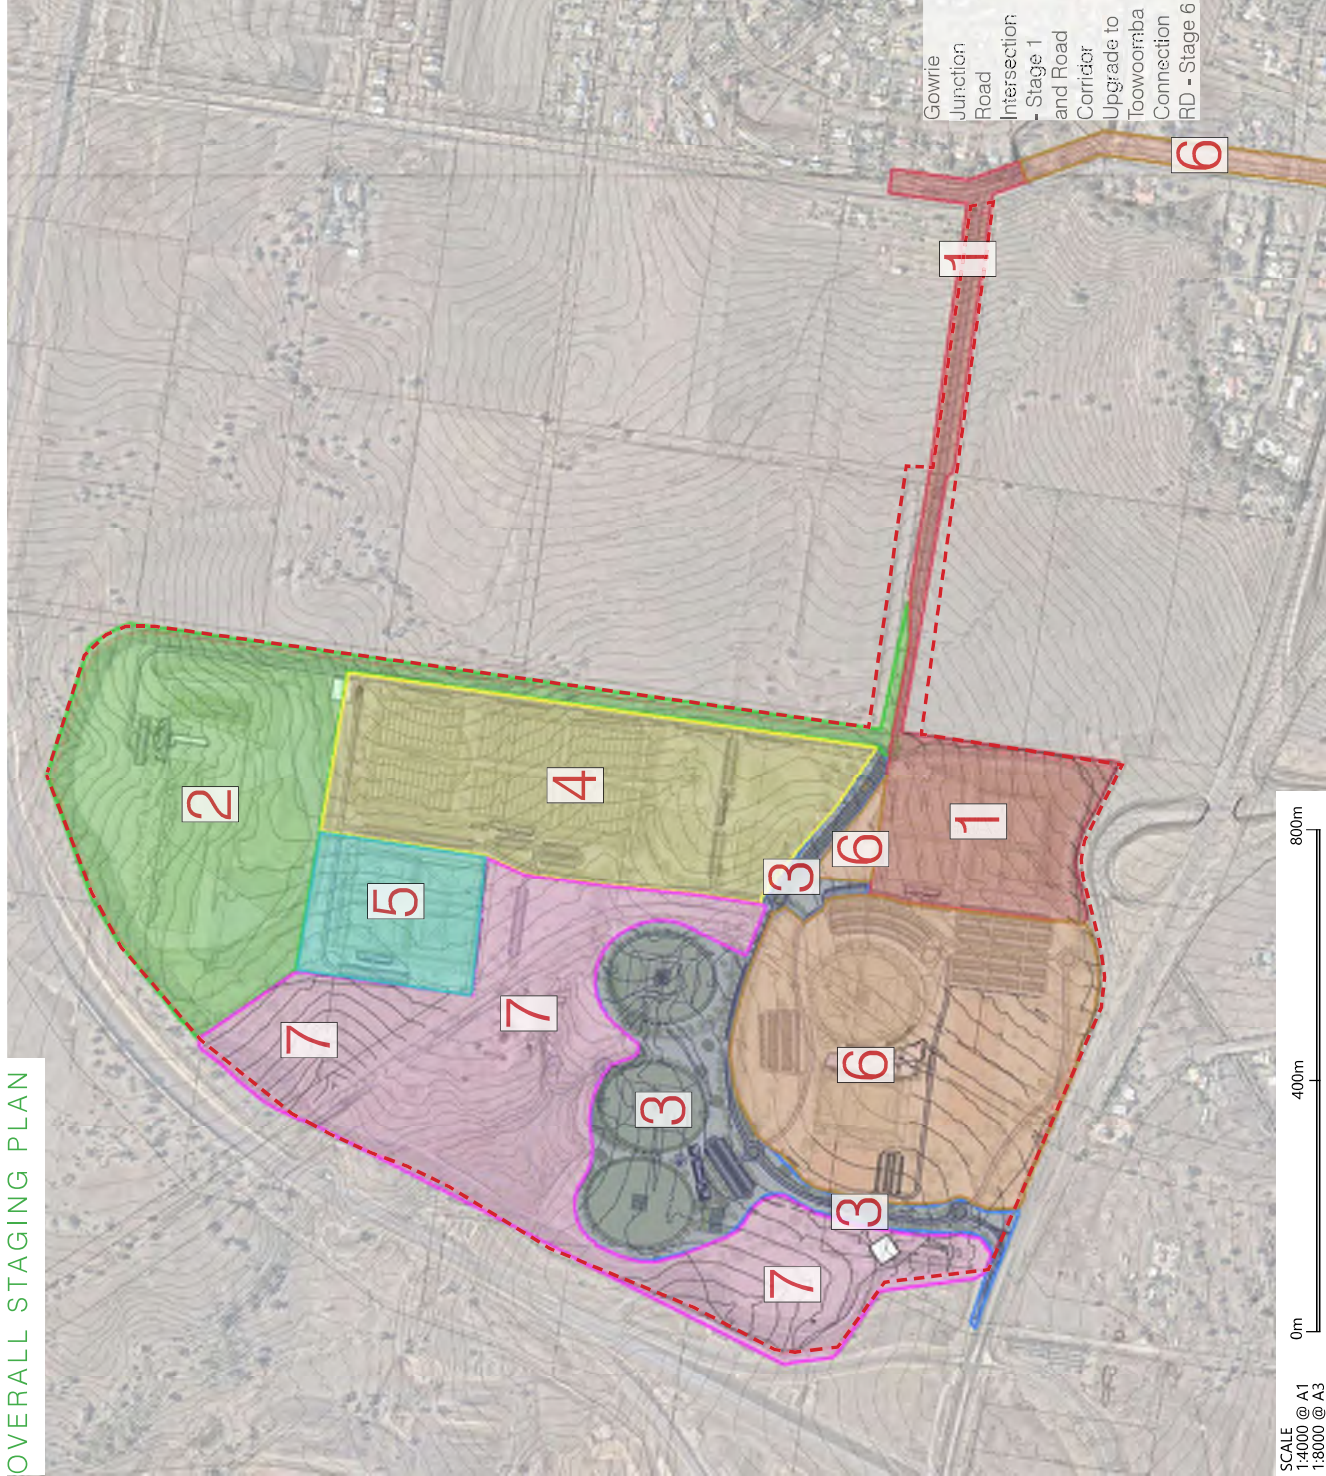 OVERALL STAGING PLAN
Gowrie
Junction
Road
Intersection
- Stage 1
and Road
Corridor
Upgrade to
Toowoomba
Connection
RD - Stage 6
6
1
2
4
5
3
6
1
7
7
3
6
3
7
0m
400m
800m
SCALE
1:4000 @ A1
1:8000 @ A3